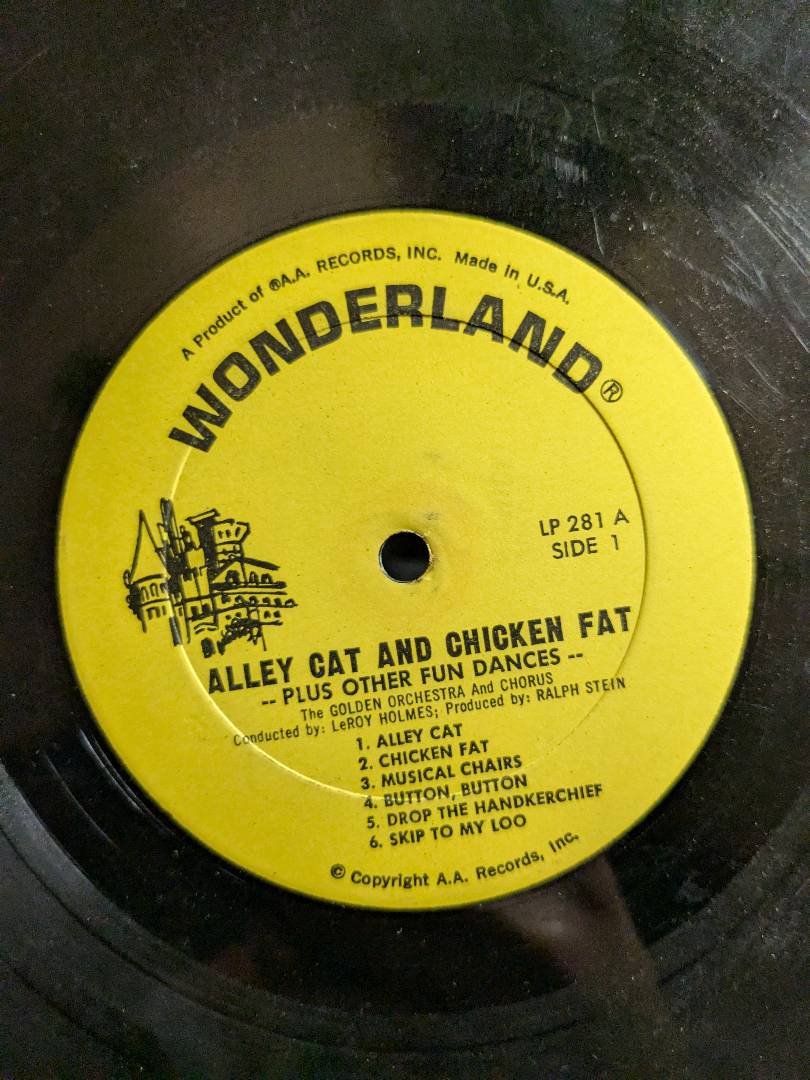 A Product of ®A.A. RECORDS, INC. Made in U.S.A.
WONDERLAND®
LP 281 A
SIDE 1
ALLEY CAT AND CHICKEN FAT
-- PLUS OTHER FUN DANCES --
The GOLDEN ORCHESTRA And CHORUS
Conducted by: LeROY HOLMES; Produced by: RALPH STEIN
1. ALLEY CAT
2. CHICKEN FAT
3. MUSICAL CHAIRS
4. BUTTON, BUTTON
5. DROP THE HANDKERCHIEF
6. SKIP TO MY LOO
© Copyright A.A. Records, Inc.